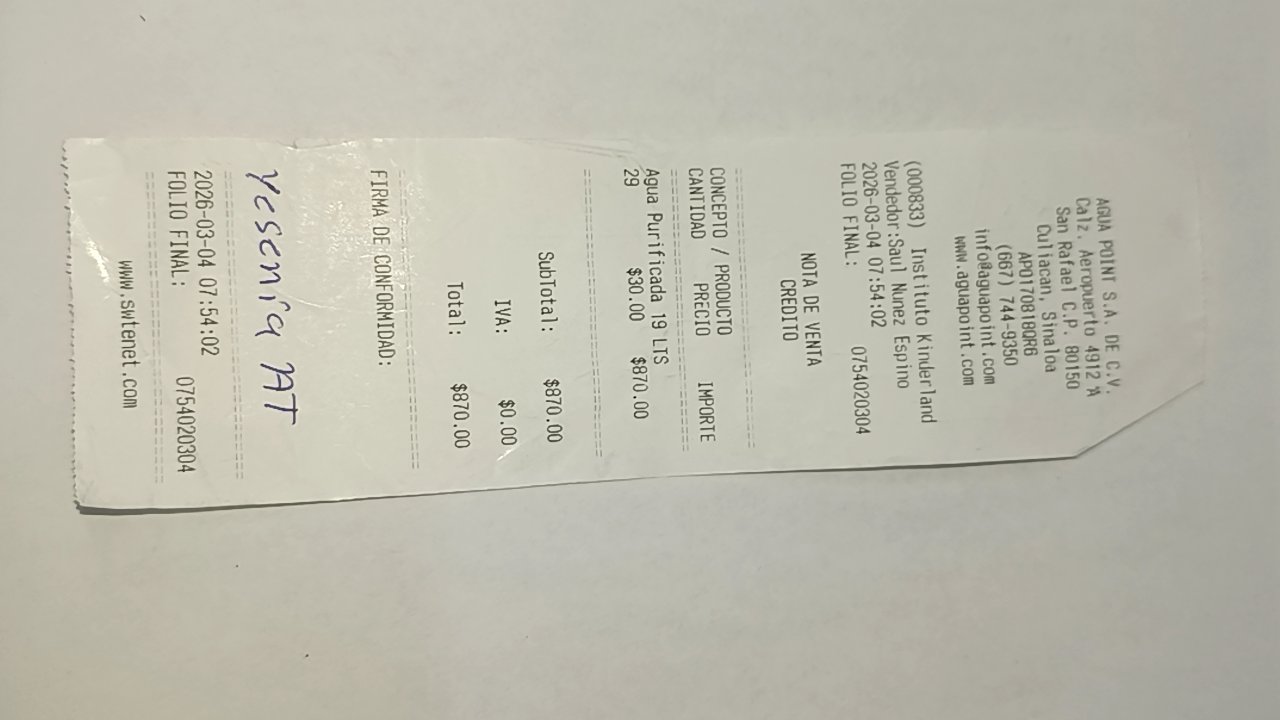 AGUA POINT S.A. DE C.V.
Calz. Aeropuerto 4912 "A
San Rafael C.P. 80150
Culiacan, Sinaloa
APO170818QR6
(667) 744-9350
info@aguapoint.com
www.aguapoint.com
(000833) Instituto Kinderland
Vendedor:Saul Nunez Espino
2026-03-04 07:54:02
FOLIO FINAL: 0754020304
NOTA DE VENTA
CREDITO
CONCEPTO / PRODUCTO
CANTIDAD PRECIO IMPORTE
Agua Purificada 19 LTS
29 $30.00 $870.00
SubTotal: $870.00
IVA: $0.00
Total: $870.00
FIRMA DE CONFORMIDAD:
Yesenia AT
2026-03-04 07:54:02
FOLIO FINAL: 0754020304
www.swtenet.com